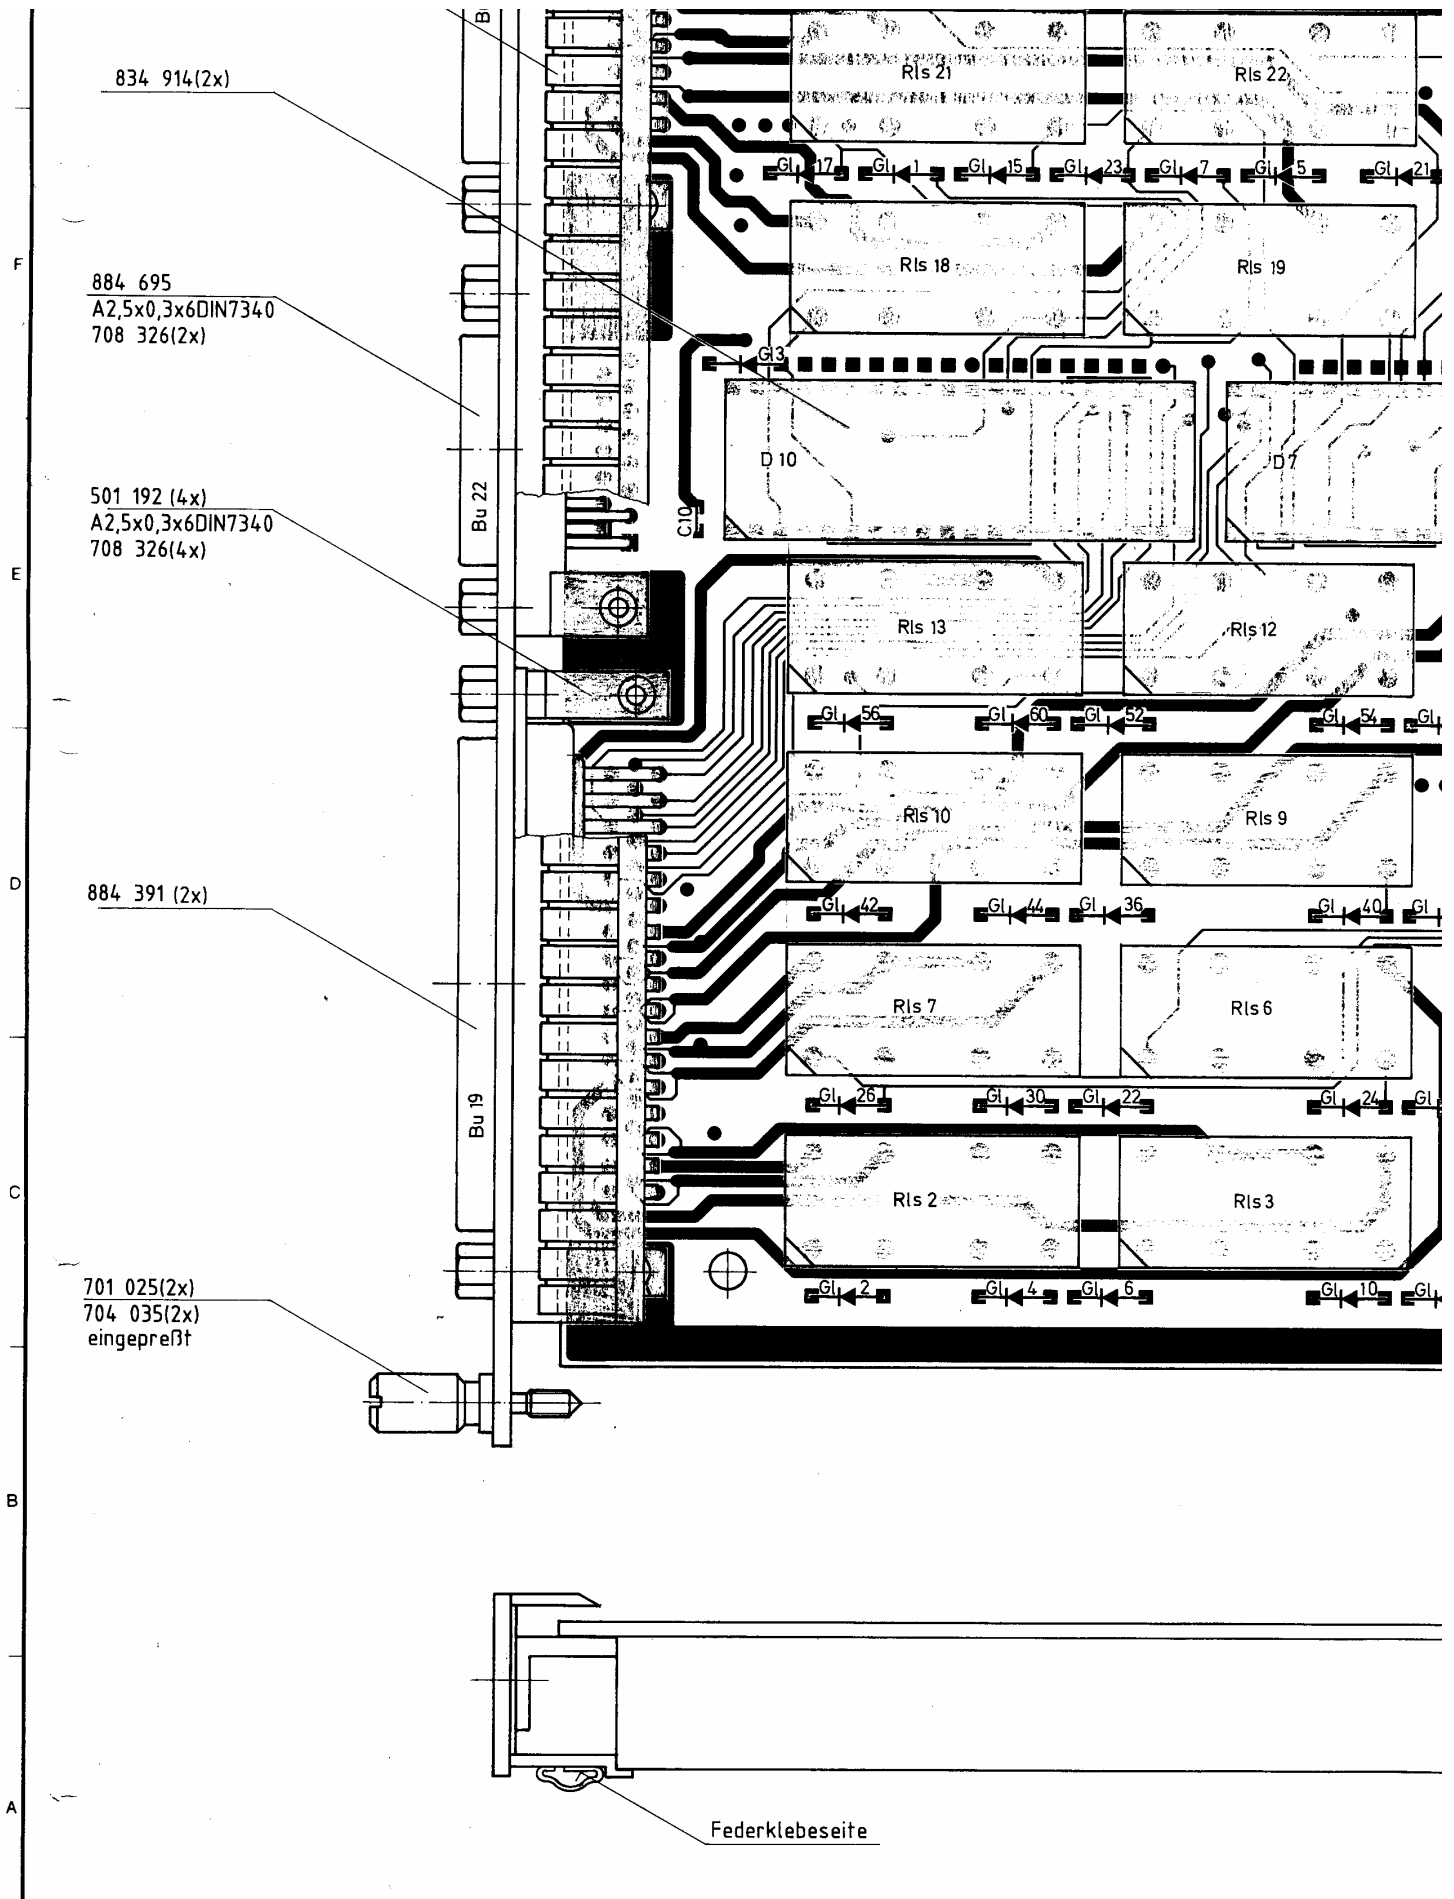 834 914(2x)
Rls 21
Rls 22
Gl 17
Gl 1
Gl 15
Gl 23
Gl 7
Gl 5
Gl 21
F
Rls 18
Rls 19
884 695
A2,5x0,3x6DIN7340
708 326(2x)
Gl3
D 10
D 7
Bu 22
C10
501 192 (4x)
A2,5x0,3x6DIN7340
708 326(4x)
E
Rls 13
Rls 12
Gl 56
Gl 60
Gl 52
Gl 54
Gl
Rls 10
Rls 9
D
884 391 (2x)
Gl 42
Gl 44
Gl 36
Gl 40
Gl
Rls 7
Rls 6
Bu 19
Gl 26
Gl 30
Gl 22
Gl 24
Gl
C
Rls 2
Rls 3
701 025(2x)
704 035(2x)
eingepreßt
Gl 2
Gl 4
Gl 6
Gl 10
Gl
B
A
Federklebeseite